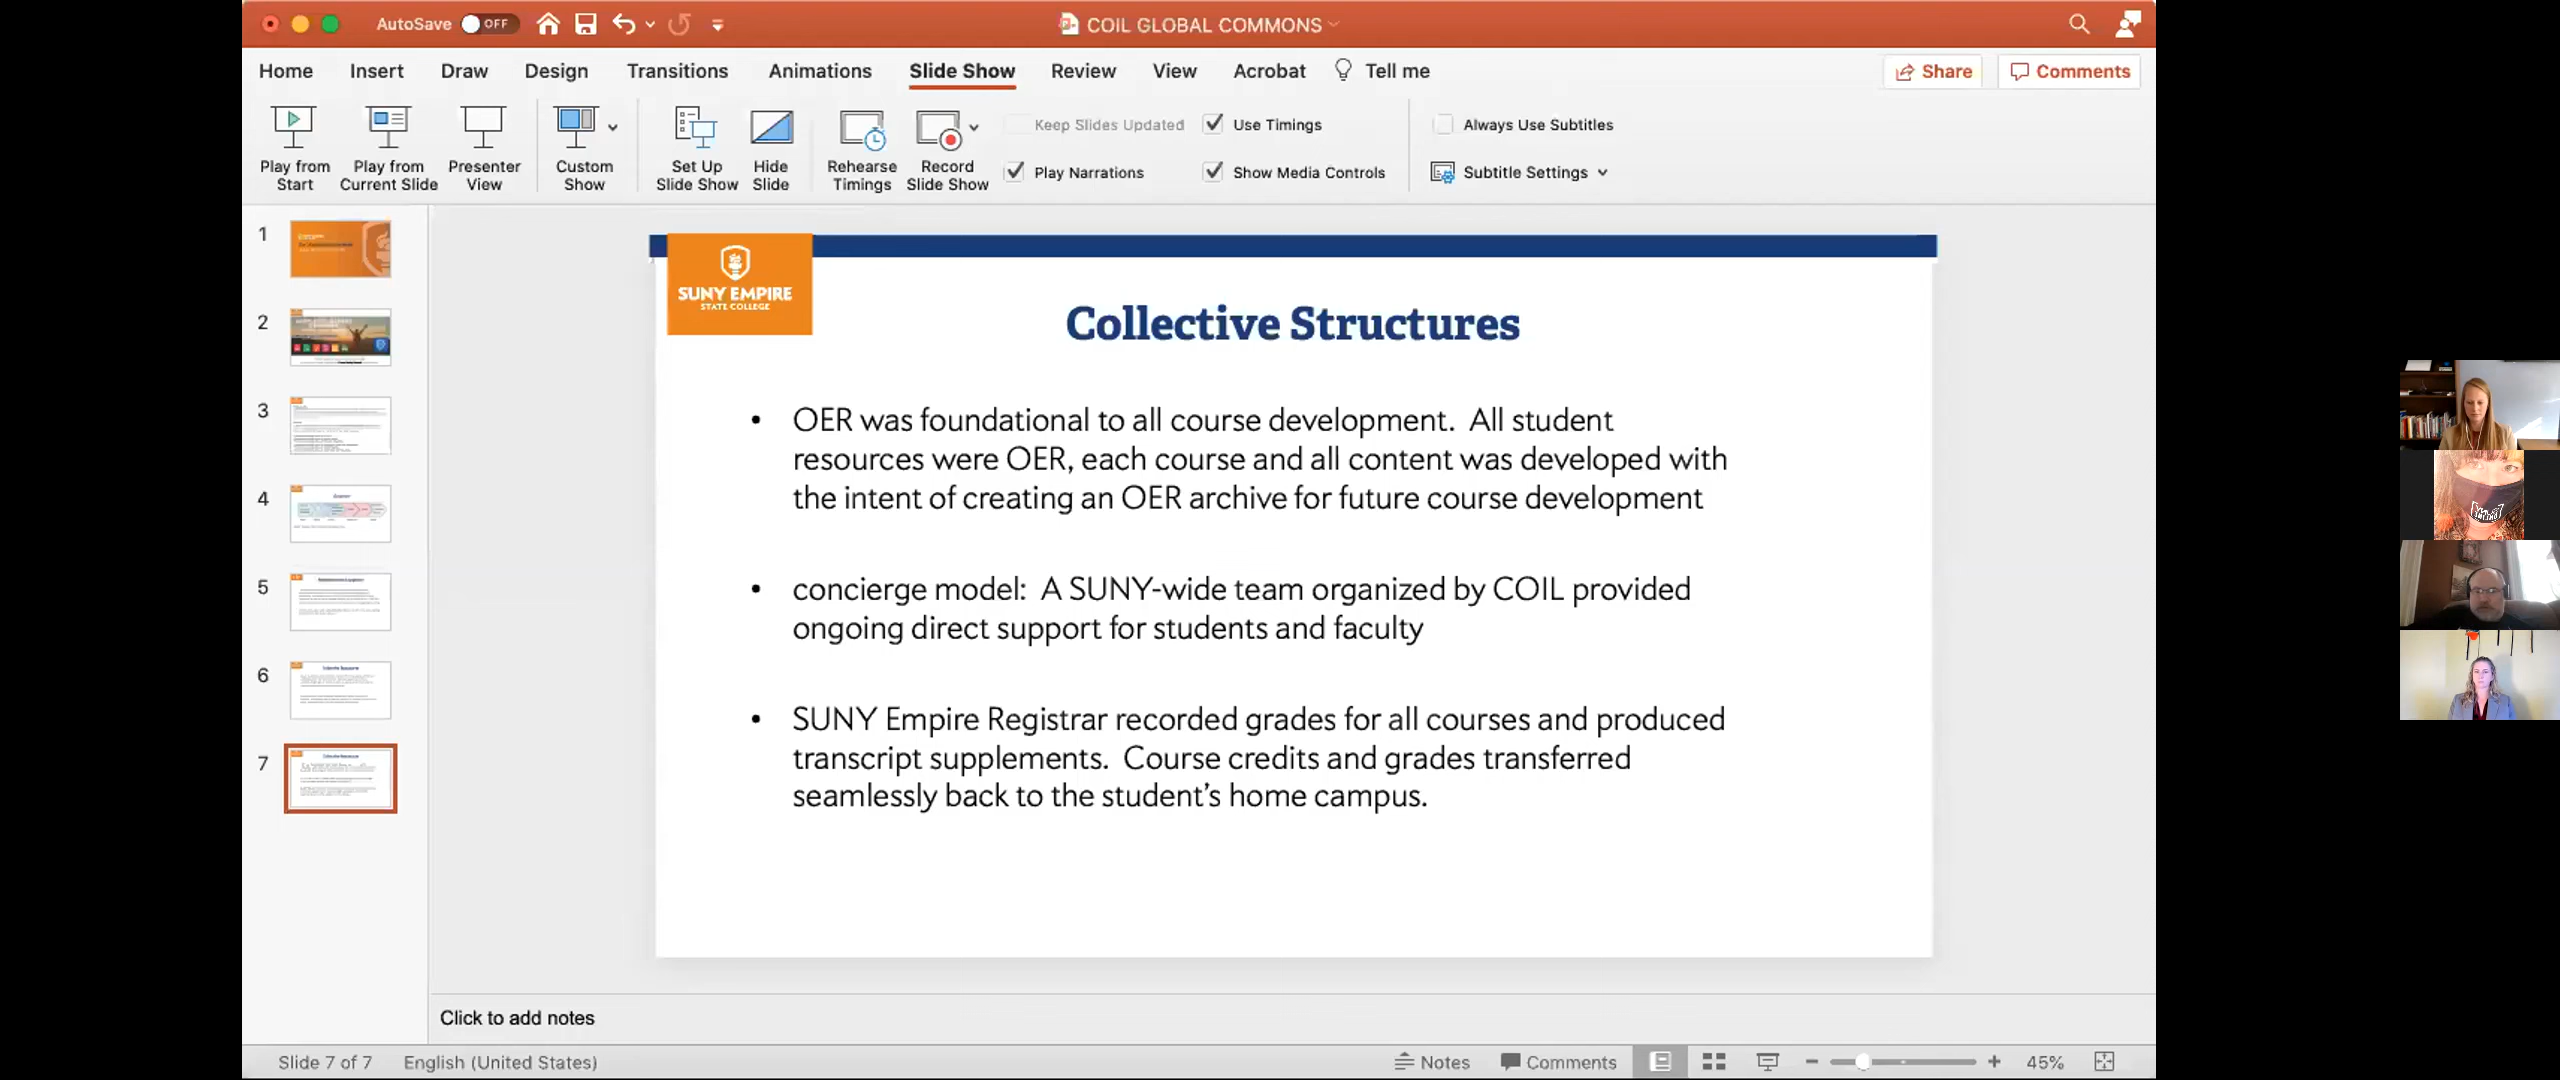 AutoSave OFF
COIL GLOBAL COMMONS
Home Insert Draw Design Transitions Animations Slide Show Review View Acrobat Tell me
Share Comments
Play from Start
Play from Current Slide
Presenter View
Custom Show
Set Up Slide Show
Hide Slide
Rehearse Timings
Record Slide Show
Keep Slides Updated
Play Narrations
Use Timings
Show Media Controls
Always Use Subtitles
Subtitle Settings
1
2
3
4
5
6
7
SUNY EMPIRE
STATE COLLEGE
Collective Structures
• OER was foundational to all course development. All student
resources were OER, each course and all content was developed with
the intent of creating an OER archive for future course development
• concierge model: A SUNY-wide team organized by COIL provided
ongoing direct support for students and faculty
• SUNY Empire Registrar recorded grades for all courses and produced
transcript supplements. Course credits and grades transferred
seamlessly back to the student's home campus.
Click to add notes
Slide 7 of 7 English (United States) Notes Comments 45%